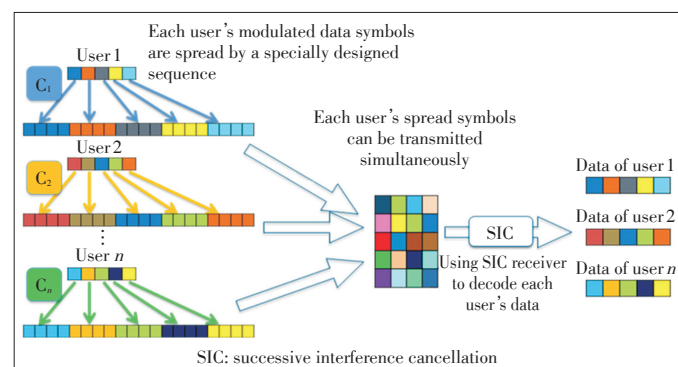 Each user's modulated data symbols
are spread by a specially designed
sequence
User 1
C₁
User 2
C₂
⋮
User n
Cₙ
Each user's spread symbols
can be transmitted
simultaneously
SIC
Using SIC receiver
to decode each
user's data
Data of user 1
Data of user 2
Data of user n
SIC: successive interference cancellation